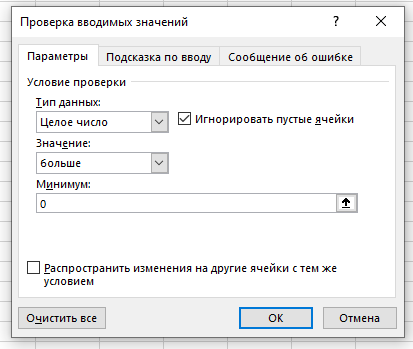 Проверка вводимых значений
?
Параметры
Подсказка по вводу
Сообщение об ошибке
Условие проверки
Тип данных:
Целое число
Игнорировать пустые ячейки
Значение:
больше
Минимум:
0
Распространить изменения на другие ячейки с тем же
условием
Очистить все
ОК
Отмена